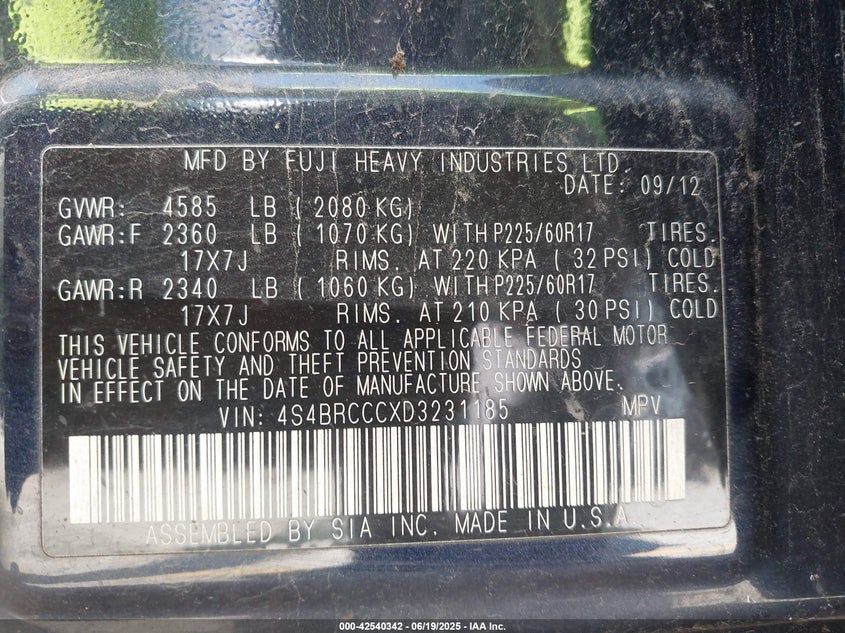 MFD BY FUJI HEAVY INDUSTRIES LTD.
DATE: 09/12
GVWR: 4585 LB ( 2080 KG)
GAWR:F 2360 LB ( 1070 KG) WITH P225/60R17 TIRES.
17X7J RIMS. AT 220 KPA ( 32 PSI) COLD
GAWR:R 2340 LB ( 1060 KG) WITH P225/60R17 TIRES.
17X7J RIMS. AT 210 KPA ( 30 PSI) COLD
THIS VEHICLE CONFORMS TO ALL APPLICABLE FEDERAL MOTOR
VEHICLE SAFETY AND THEFT PREVENTION STANDARDS
IN EFFECT ON THE DATE OF MANUFACTURE SHOWN ABOVE.
VIN: 4S4BRCCCXD3231185 MPV
ASSEMBLED BY SIA INC. MADE IN U.S.A.
000-42540342 - 06/19/2025 - IAA Inc.